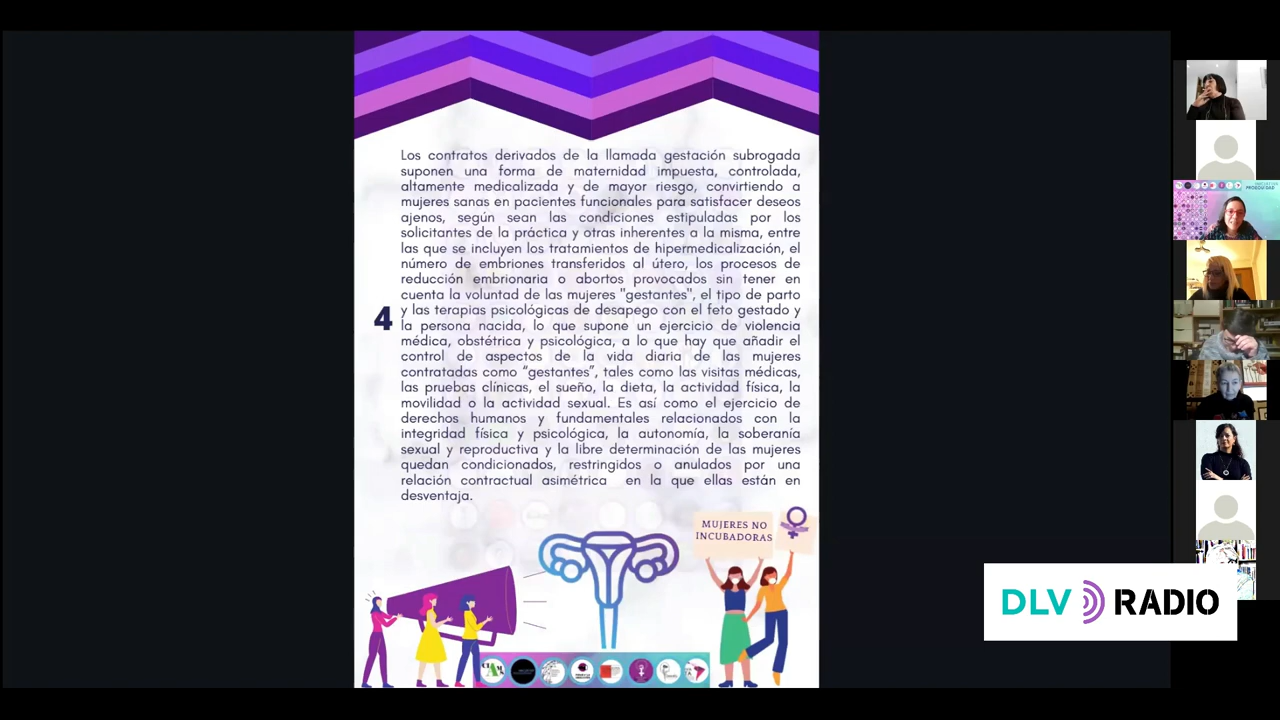 Los contratos derivados de la llamada gestación subrogada
suponen una forma de maternidad impuesta, controlada,
altamente medicalizada y de mayor riesgo, convirtiendo a
mujeres sanas en pacientes funcionales para satisfacer deseos
ajenos, según sean las condiciones estipuladas por los
solicitantes de la práctica y otras inherentes a la misma, entre
las que se incluyen los tratamientos de hipermedicalización, el
número de embriones transferidos al útero, los procesos de
reducción embrionaria o abortos provocados sin tener en
cuenta la voluntad de las mujeres "gestantes", el tipo de parto
y las terapias psicológicas de desapego con el feto gestado y
4
la persona nacida, lo que supone un ejercicio de violencia
médica, obstétrica y psicológica, a lo que hay que añadir el
control de aspectos de la vida diaria de las mujeres
contratadas como “gestantes”, tales como las visitas médicas,
las pruebas clínicas, el sueño, la dieta, la actividad física, la
movilidad o la actividad sexual. Es así como el ejercicio de
derechos humanos y fundamentales relacionados con la
integridad física y psicológica, la autonomía, la soberanía
sexual y reproductiva y la libre determinación de las mujeres
quedan condicionados, restringidos o anulados por una
relación contractual asimétrica en la que ellas están en
desventaja.
MUJERES NO
INCUBADORAS
DLV RADIO